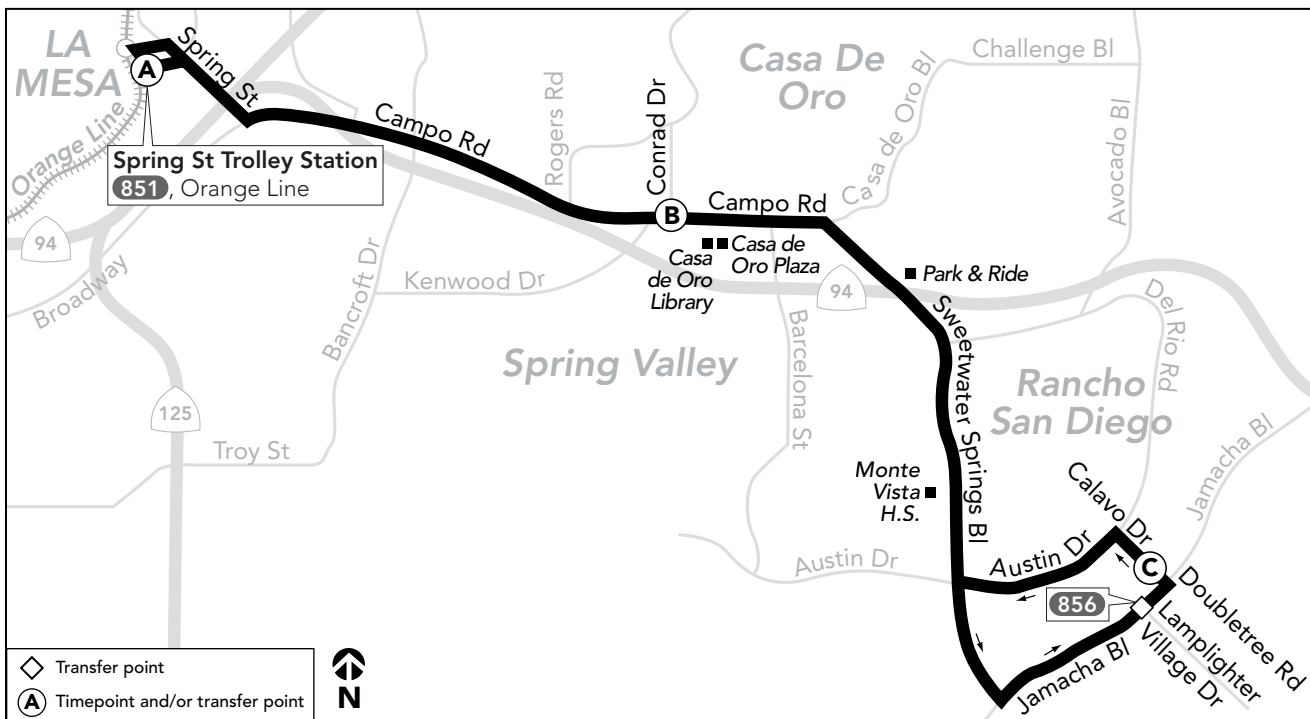 LA
MESA
A
Spring St
Orange Line
Spring St Trolley Station
851, Orange Line
94
Broadway
125
Troy St
Bancroft Dr
Kenwood Dr
Campo Rd
Rogers Rd
Conrad Dr
B
Campo Rd
Casa
de Oro
Library
Casa de
Oro Plaza
Casa De
Oro
Casa de Oro Bl
Challenge Bl
Avocado Bl
Park & Ride
94
Spring Valley
Barcelona St
Sweetwater Springs Bl
Del Rio Rd
Rancho
San Diego
Jamacha Bl
Monte
Vista
H.S.
Austin Dr
Austin Dr
Calavo Dr
C
856
Doubletree Rd
Lamplighter
Village Dr
Jamacha Bl
Transfer point
A Timepoint and/or transfer point
N